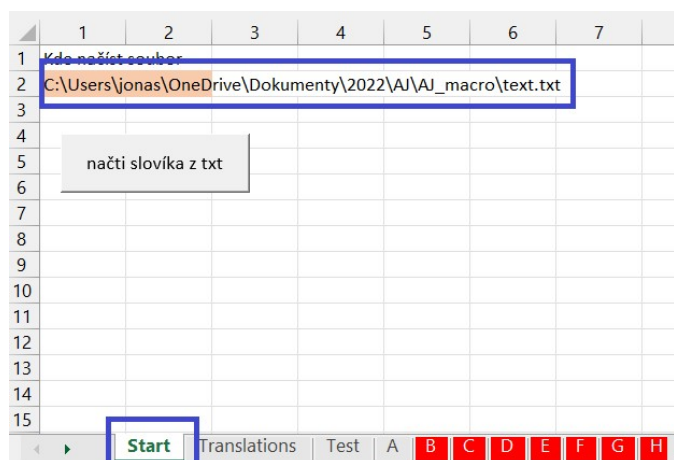 1 2 3 4 5 6 7
1 Kde načíst soubor
2 C:\Users\jonas\OneDrive\Dokumenty\2022\AJ\AJ_macro\text.txt
3
4
5 načti slovíka z txt
6
7
8
9
10
11
12
13
14
15
Start Translations Test A B C D E F G H